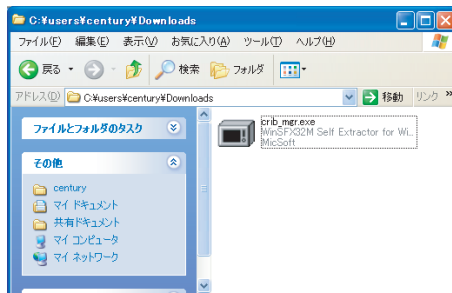 C:¥users¥century¥Downloads
ファイル(F) 編集(E) 表示(V) お気に入り(A) ツール(T) ヘルプ(H)
戻る 検索 フォルダ
アドレス(D) C:¥users¥century¥Downloads 移動 リンク »
ファイルとフォルダのタスク
その他
century
マイ ドキュメント
共有ドキュメント
マイ コンピュータ
マイ ネットワーク
crib_mgr.exe
WinSFX32M Self Extractor for Wi...
MicSoft